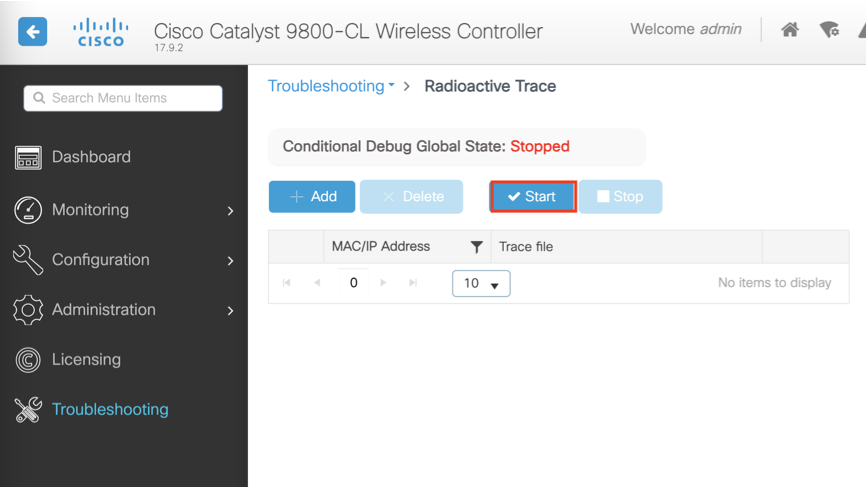 CISCO
Cisco Catalyst 9800-CL Wireless Controller
17.9.2
Welcome admin
Search Menu Items
Dashboard
Monitoring
Configuration
Administration
Licensing
Troubleshooting
Troubleshooting > Radioactive Trace
Conditional Debug Global State: Stopped
Add Delete Start Stop
MAC/IP Address Trace file
0 10 No items to display